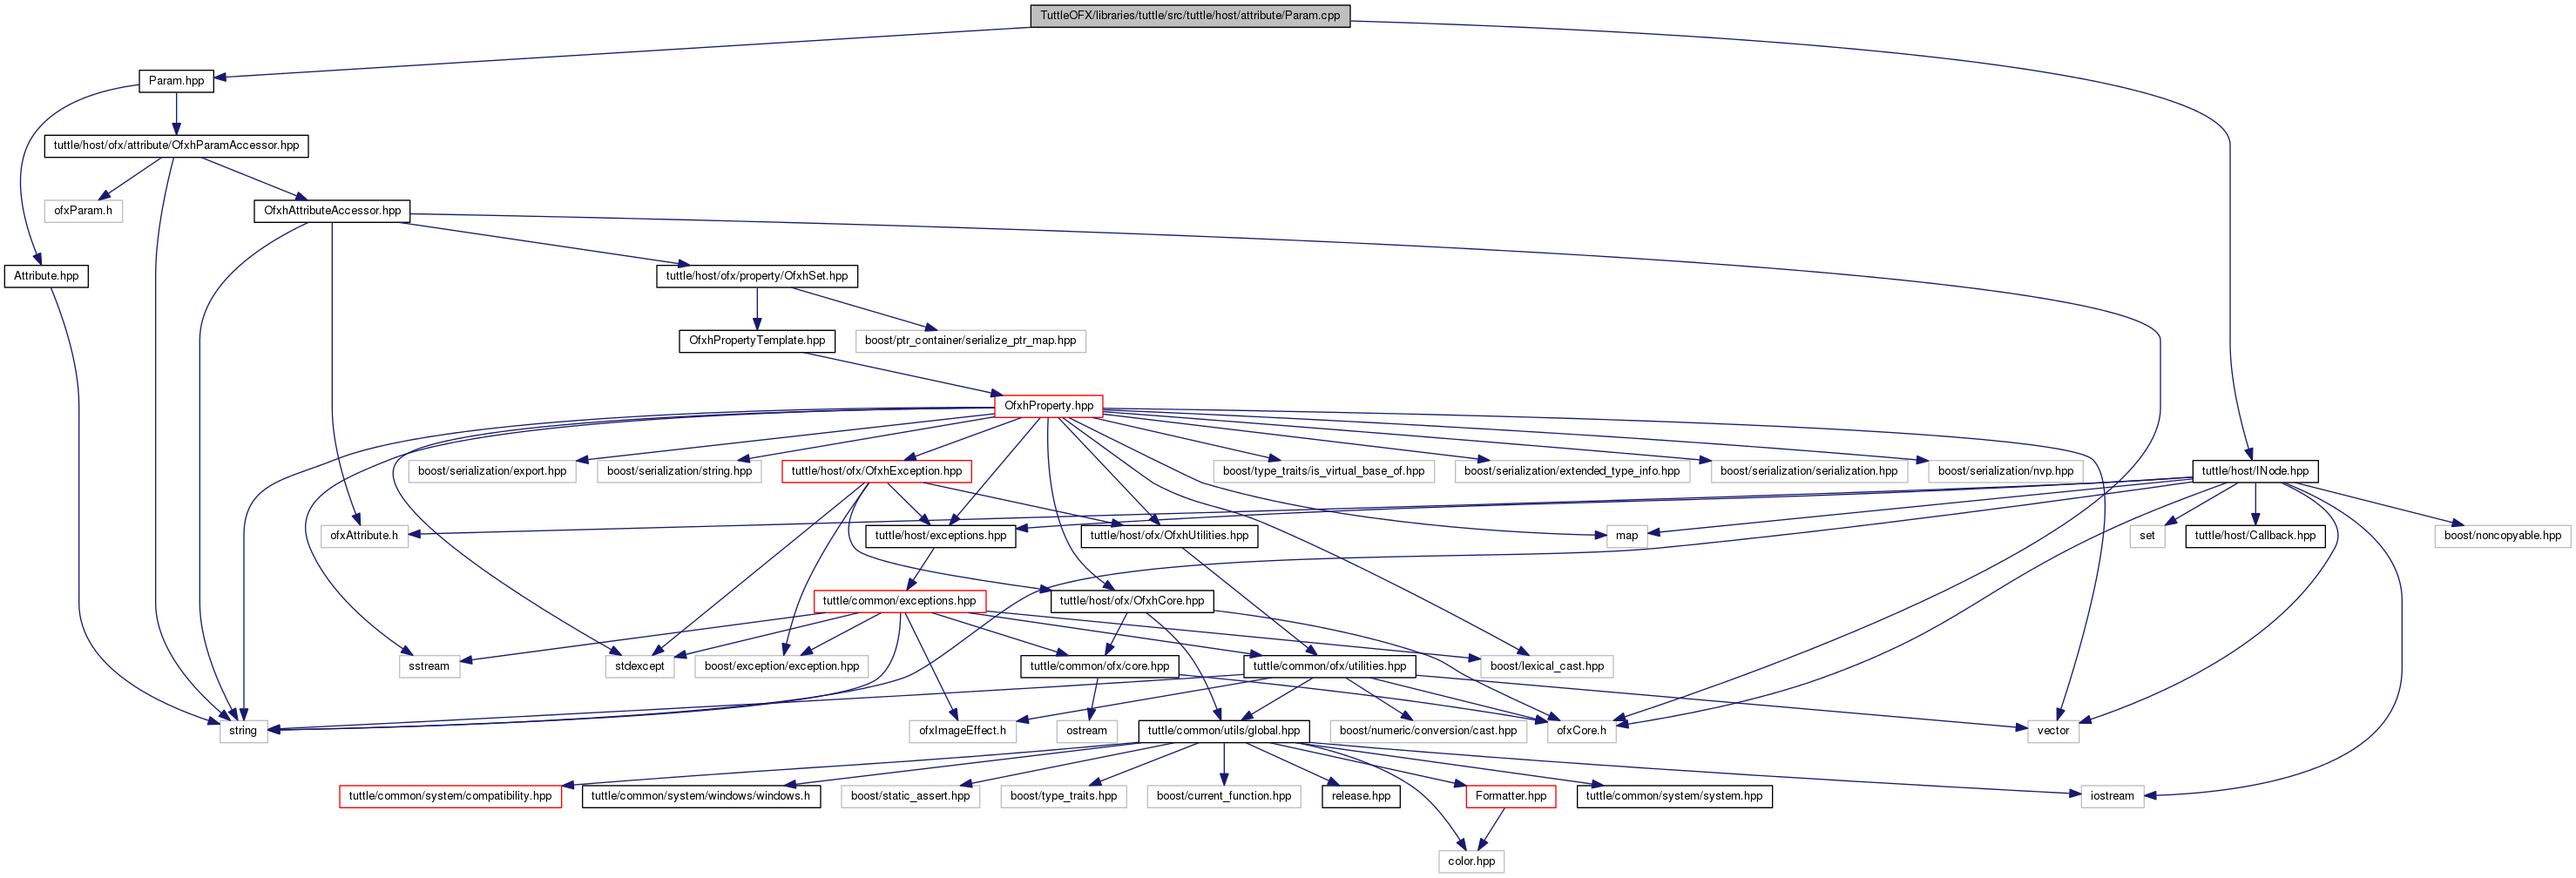 TuttleOFX/libraries/tuttle/src/tuttle/host/attribute/Param.cpp
Param.hpp
tuttle/host/ofx/attribute/OfxhParamAccessor.hpp
ofxParam.h
OfxhAttributeAccessor.hpp
Attribute.hpp
tuttle/host/ofx/property/OfxhSet.hpp
OfxhPropertyTemplate.hpp
boost/ptr_container/serialize_ptr_map.hpp
OfxhProperty.hpp
boost/serialization/export.hpp
boost/serialization/string.hpp
tuttle/host/ofx/OfxhException.hpp
boost/type_traits/is_virtual_base_of.hpp
boost/serialization/extended_type_info.hpp
boost/serialization/serialization.hpp
boost/serialization/nvp.hpp
tuttle/host/INode.hpp
ofxAttribute.h
tuttle/host/exceptions.hpp
tuttle/host/ofx/OfxhUtilities.hpp
map
set
tuttle/host/Callback.hpp
boost/noncopyable.hpp
tuttle/common/exceptions.hpp
tuttle/host/ofx/OfxhCore.hpp
sstream
stdexcept
boost/exception/exception.hpp
tuttle/common/ofx/core.hpp
tuttle/common/ofx/utilities.hpp
boost/lexical_cast.hpp
string
ofxImageEffect.h
ostream
tuttle/common/utils/global.hpp
boost/numeric/conversion/cast.hpp
ofxCore.h
vector
tuttle/common/system/compatibility.hpp
tuttle/common/system/windows/windows.h
boost/static_assert.hpp
boost/type_traits.hpp
boost/current_function.hpp
release.hpp
Formatter.hpp
tuttle/common/system/system.hpp
iostream
color.hpp